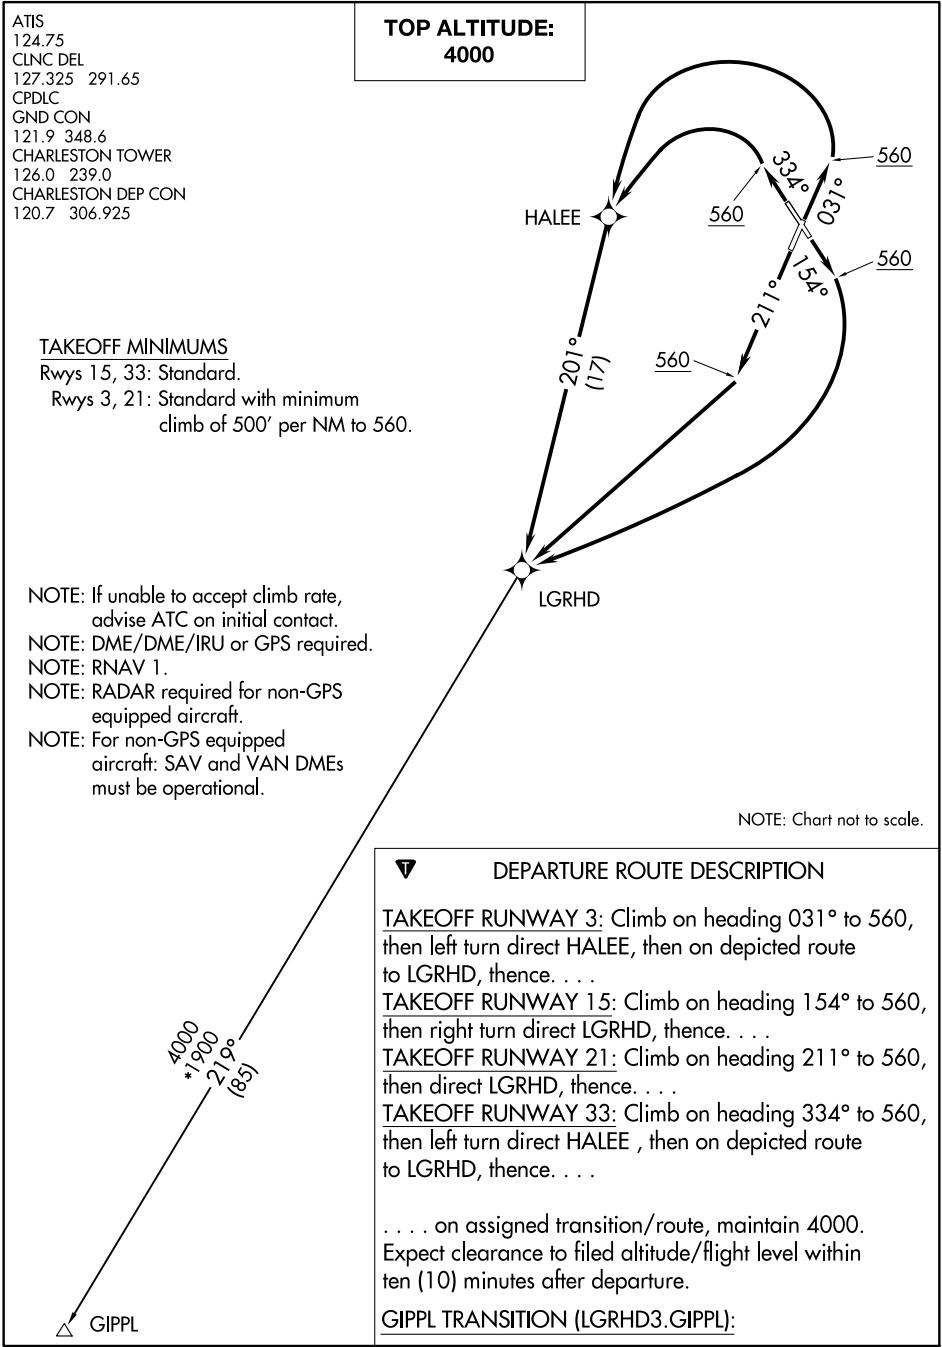 ATIS
124.75
CLNC DEL
127.325 291.65
CPDLC
GND CON
121.9 348.6
CHARLESTON TOWER
126.0 239.0
CHARLESTON DEP CON
120.7 306.925
TOP ALTITUDE:
4000
560
334°
031°
560
HALEE
560
154°
211°
560
201°
(17)
TAKEOFF MINIMUMS
Rwys 15, 33: Standard.
Rwys 3, 21: Standard with minimum
climb of 500' per NM to 560.
LGRHD
NOTE: If unable to accept climb rate,
advise ATC on initial contact.
NOTE: DME/DME/IRU or GPS required.
NOTE: RNAV 1.
NOTE: RADAR required for non-GPS
equipped aircraft.
NOTE: For non-GPS equipped
aircraft: SAV and VAN DMEs
must be operational.
NOTE: Chart not to scale.
4000
*1900
219°
(85)
GIPPL
T DEPARTURE ROUTE DESCRIPTION
TAKEOFF RUNWAY 3: Climb on heading 031° to 560,
then left turn direct HALEE, then on depicted route
to LGRHD, thence. . . .
TAKEOFF RUNWAY 15: Climb on heading 154° to 560,
then right turn direct LGRHD, thence. . . .
TAKEOFF RUNWAY 21: Climb on heading 211° to 560,
then direct LGRHD, thence. . . .
TAKEOFF RUNWAY 33: Climb on heading 334° to 560,
then left turn direct HALEE , then on depicted route
to LGRHD, thence. . . .
. . . . on assigned transition/route, maintain 4000.
Expect clearance to filed altitude/flight level within
ten (10) minutes after departure.
GIPPL TRANSITION (LGRHD3.GIPPL):